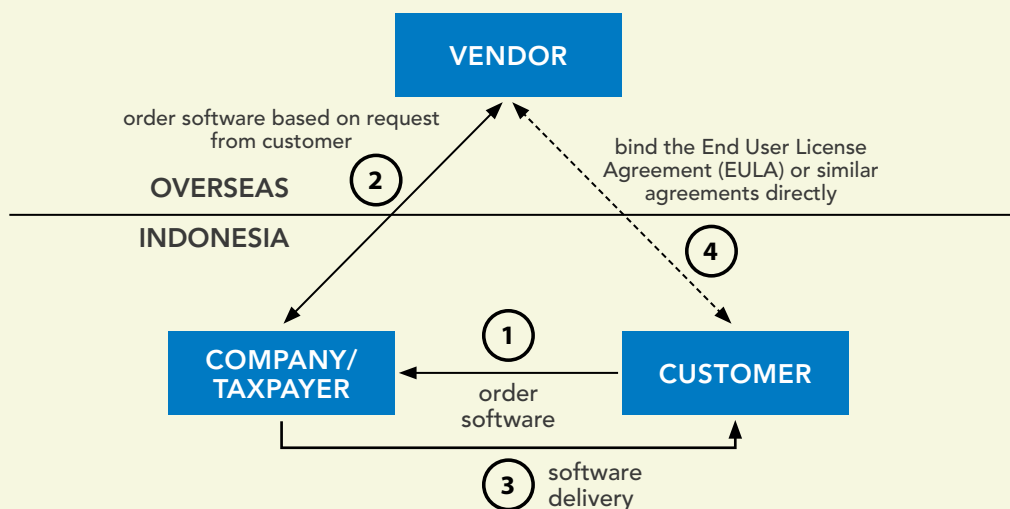 VENDOR
order software based on request
from customer
2
bind the End User License
Agreement (EULA) or similar
agreements directly
OVERSEAS
INDONESIA
4
1
COMPANY/
TAXPAYER
CUSTOMER
order
software
3
software
delivery